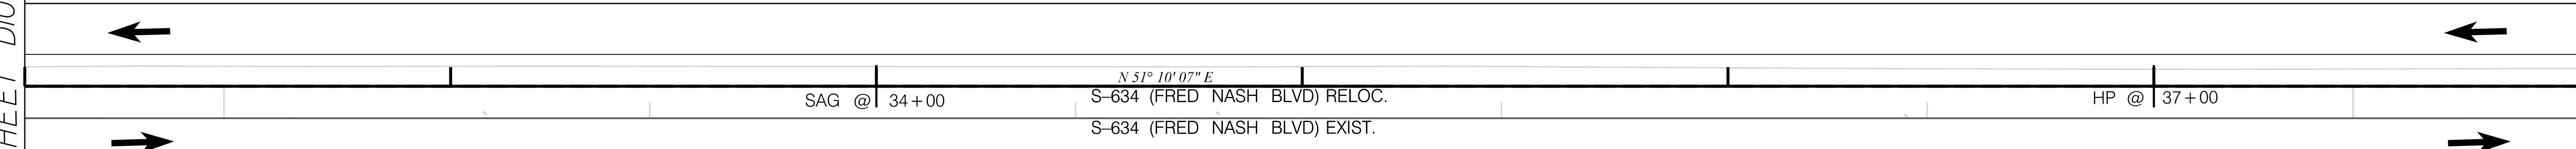 N 51° 10' 07" E
SAG @ 34+00
S–634 (FRED NASH BLVD) RELOC.
HP @ 37+00
S–634 (FRED NASH BLVD) EXIST.